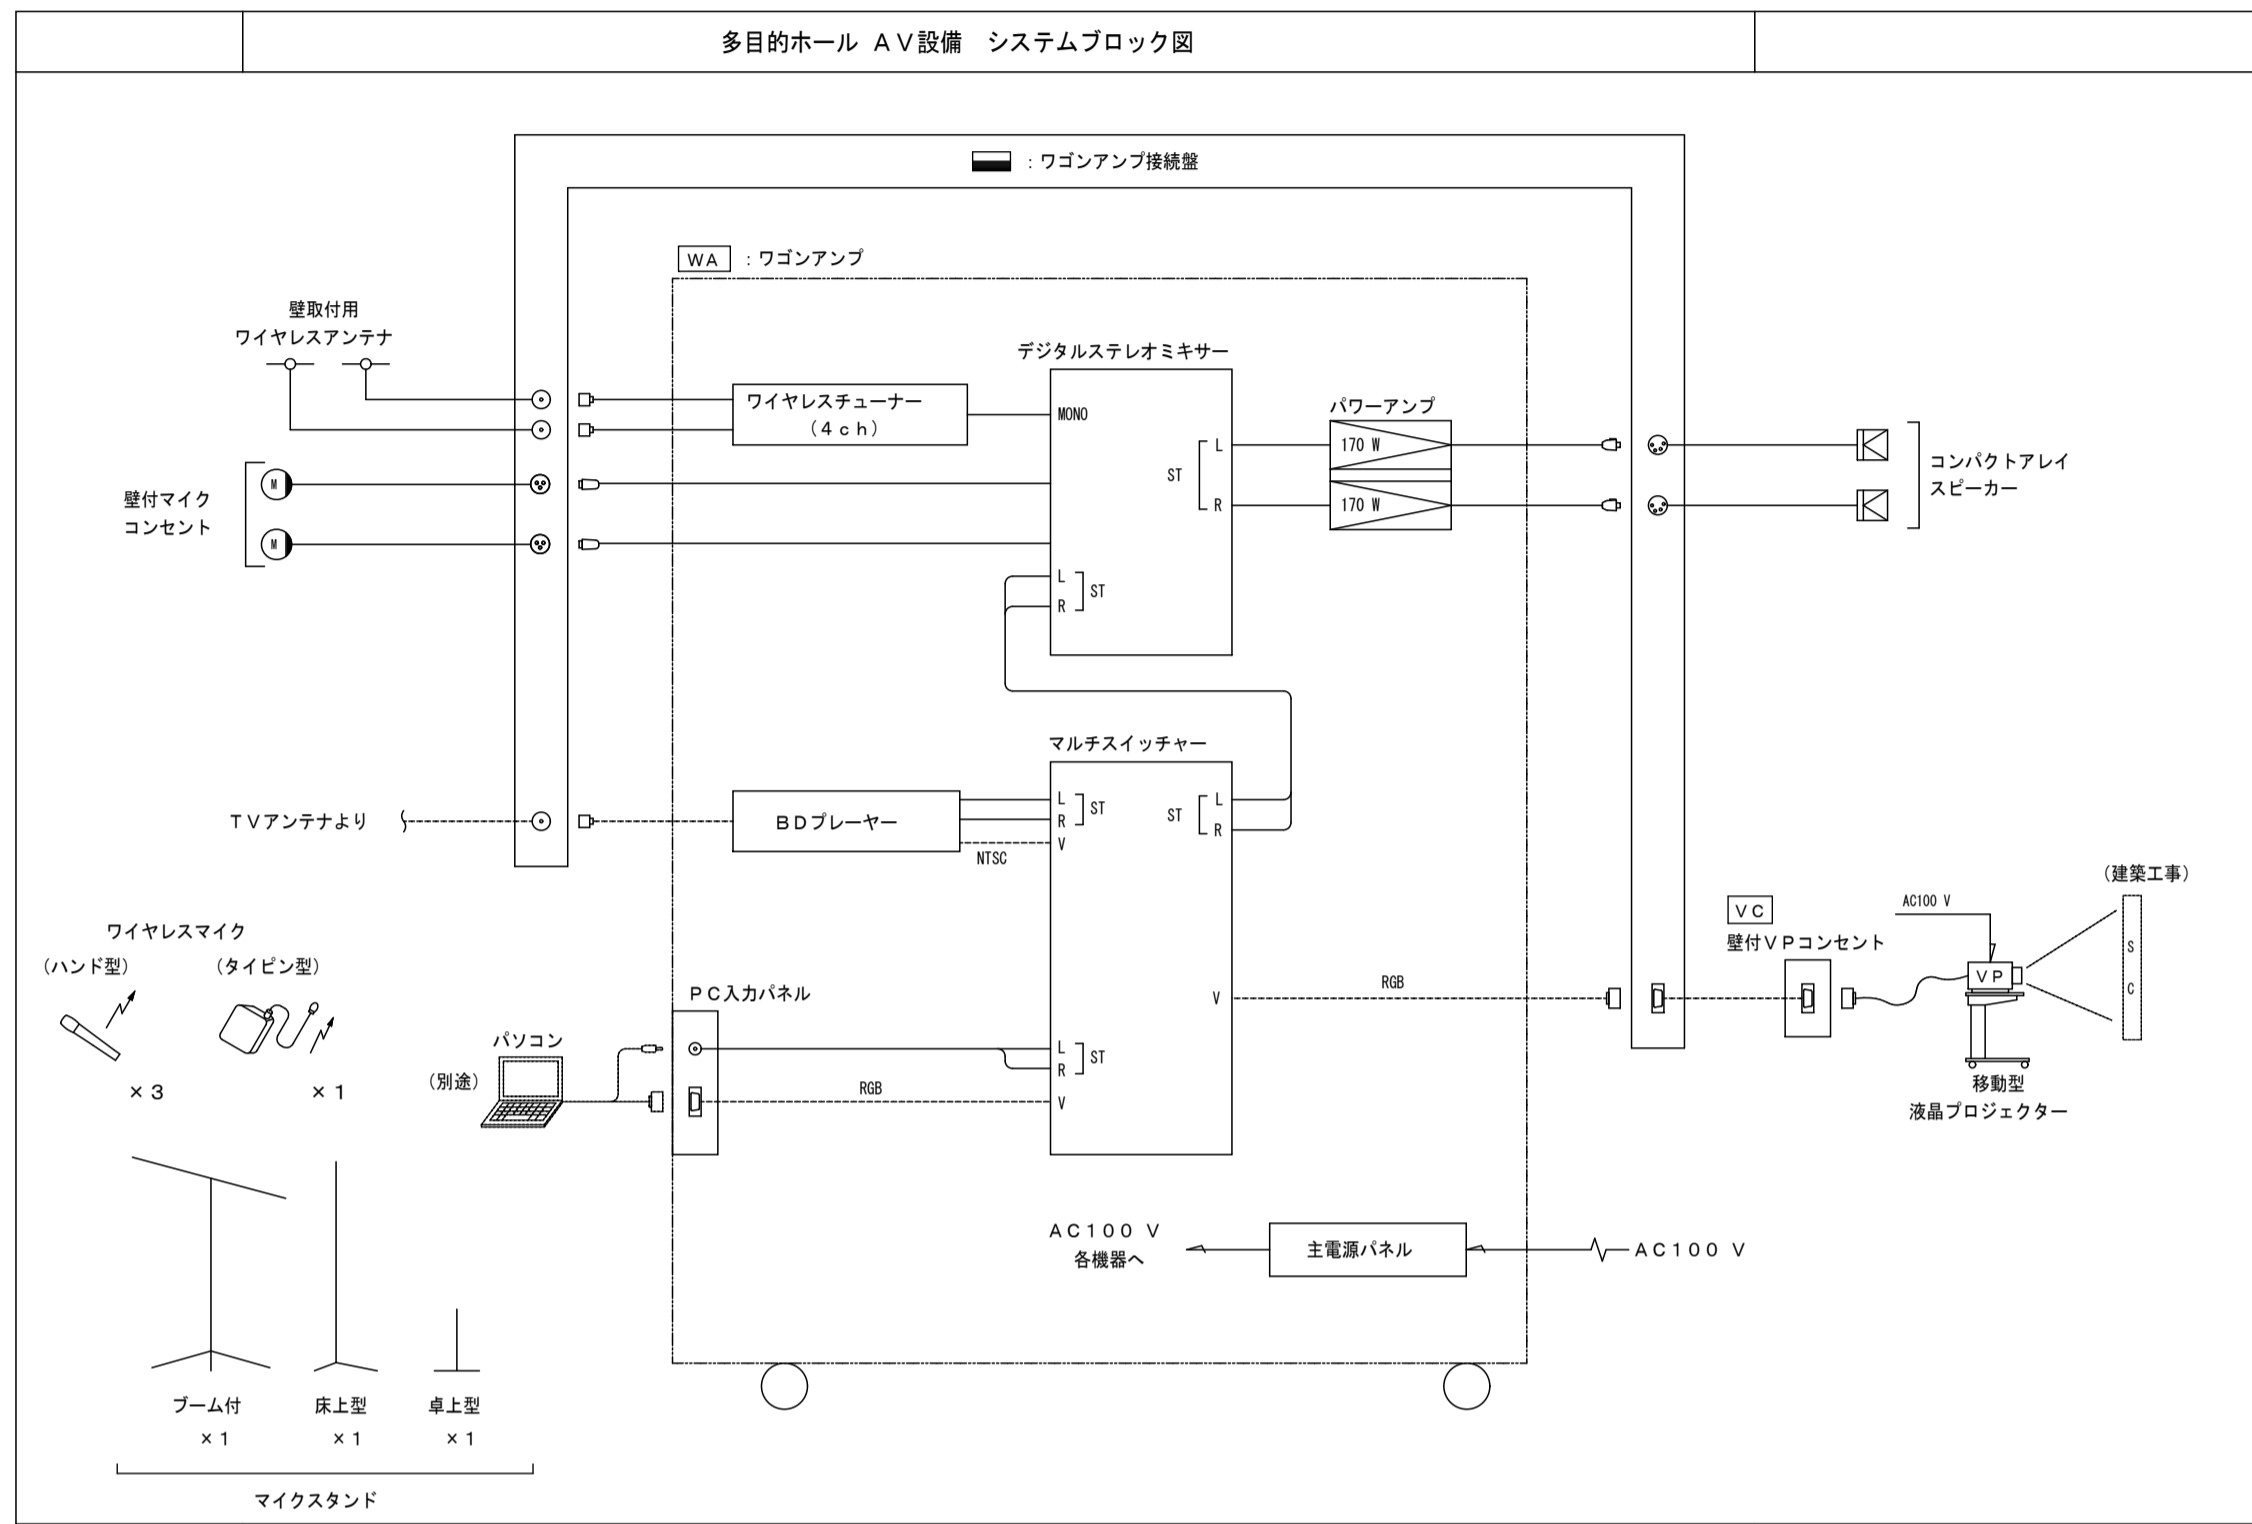 多目的ホール ＡＶ設備　システムブロック図
：ワゴンアンプ接続盤
ＷＡ ：ワゴンアンプ
壁取付用
ワイヤレスアンテナ
デジタルステレオミキサー
ワイヤレスチューナー
（４ｃｈ）
MONO
パワーアンプ
170 W
170 W
L
R
ST
コンパクトアレイ
スピーカー
壁付マイク
コンセント
M
M
L
R
ST
マルチスイッチャー
ＴＶアンテナより
ＢＤプレーヤー
NTSC
L
R
ST
V
ST
L
R
（建築工事）
ＶＣ
壁付ＶＰコンセント
AC100 V
ＶＰ
S
C
移動型
液晶プロジェクター
V
RGB
ワイヤレスマイク
（ハンド型）
（タイピン型）
×３
×１
ＰＣ入力パネル
パソコン
（別途）
RGB
L
R
ST
V
ＡＣ１００ Ｖ
各機器へ
主電源パネル
ＡＣ１００ Ｖ
ブーム付
×１
床上型
×１
卓上型
×１
マイクスタンド